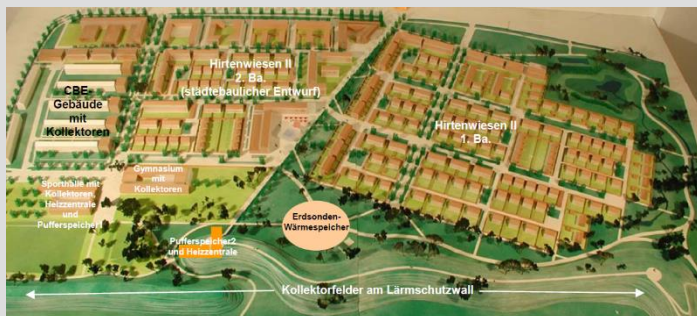 Hirtenwiesen II
2. Ba.
(städtebaulicher Entwurf)
CBE-
Gebäude
mit
Kollektoren
Hirtenwiesen II
1. Ba.
Gymnasium
mit
Kollektoren
Sporthalle mit
Kollektoren,
Heizzentrale
und
Pufferspeicher1
Erdsonden-
Wärmespeicher
Pufferspeicher2
und Heizzentrale
Kollektorfelder am Lärmschutzwall